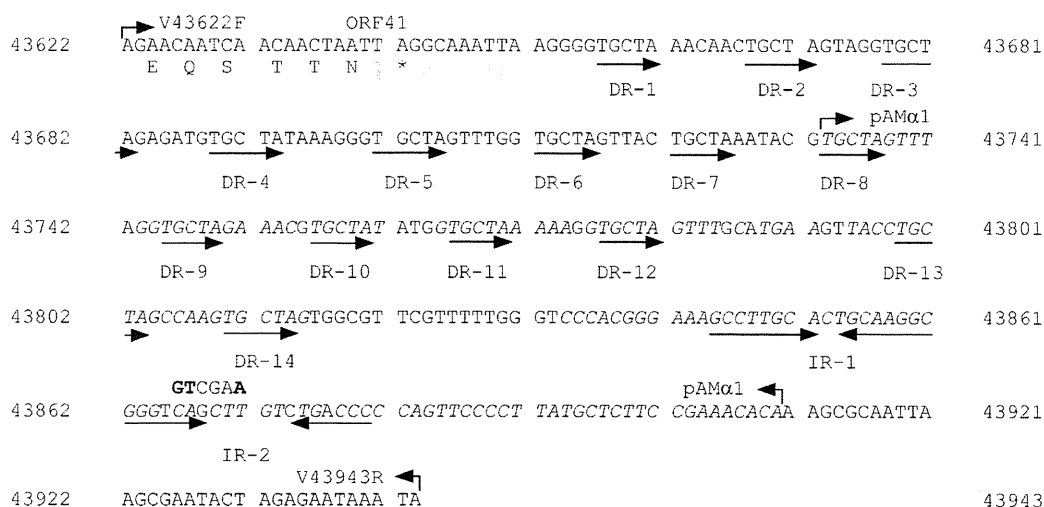 V43622F ORF41
43622 AGAACAATCA ACAACTAATT AGGCAAATTA AGGGGTGCTA AACAACTGCT AGTAGGTGCT 43681
E Q S T T N *
DR-1 DR-2 DR-3
pAMα1
43682 AGAGATGTGC TATAAAGGGT GCTAGTTTGG TGCTAGTTAC TGCTAAATAC GTGCTAGTTT 43741
DR-4 DR-5 DR-6 DR-7 DR-8
43742 AGGTGCTAGA AACGTGCTAT ATGGTGCTAA AAAGGTGCTA GTTTGCATGA AGTTACCTGC 43801
DR-9 DR-10 DR-11 DR-12 DR-13
43802 TAGCCAAGTG CTAGTGGCGT TCGTTTTTGG GTCCCACGGG AAAGCCTTGC ACTGCAAGGC 43861
DR-14 IR-1
GTCGAA pAMα1
43862 GGGTCAGCTT GTCTGACCCC CAGTTCCCCT TATGCTCTTC CGAAACACAA AGCGCAATTA 43921
IR-2
V43943R
43922 AGCGAATACT AGAGAATAAA TA 43943